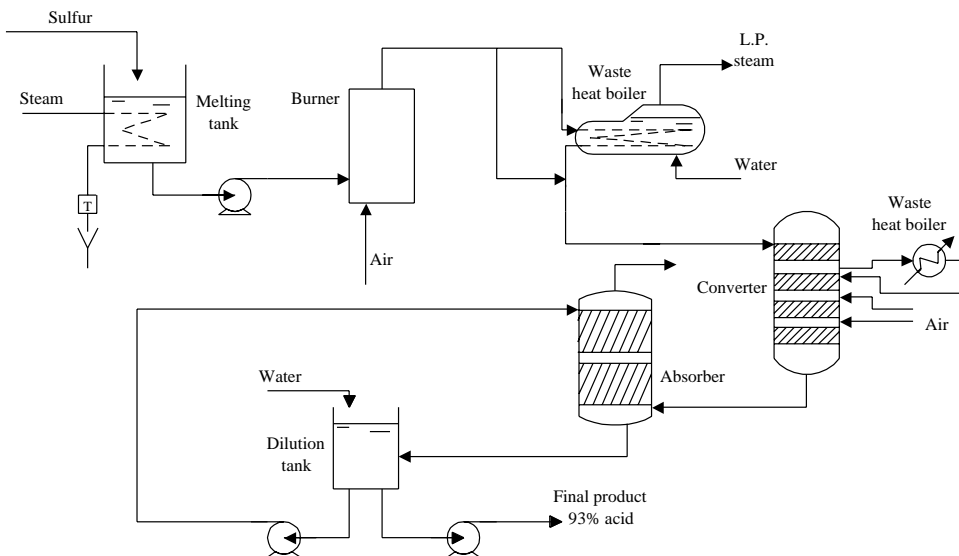 Sulfur
L.P.
steam
Waste
heat boiler
Burner
Steam
Melting
tank
Water
T
Waste
heat boiler
Air
Converter
Air
Absorber
Water
Dilution
tank
Final product
93% acid